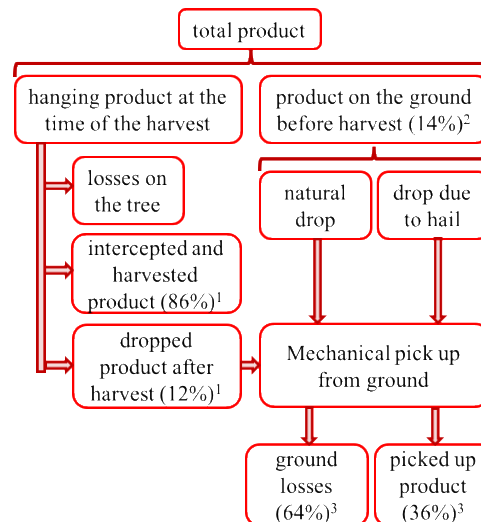 total product
hanging product at the
time of the harvest
product on the ground
before harvest (14%)²
losses on
the tree
natural
drop
drop due
to hail
intercepted and
harvested
product (86%)¹
dropped
product after
harvest (12%)¹
Mechanical pick up
from ground
ground
losses
(64%)³
picked up
product
(36%)³